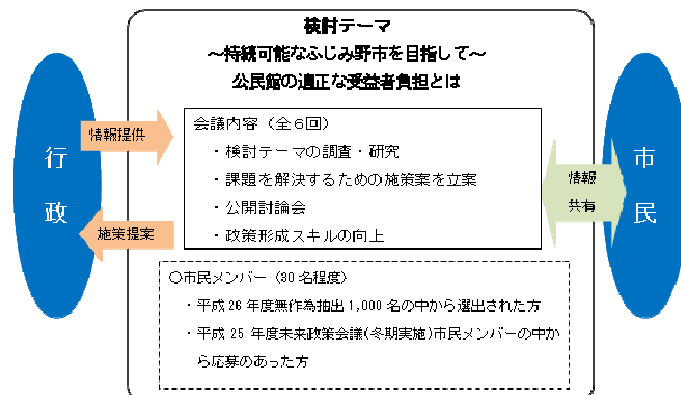 検討テーマ
～持続可能なふじみ野市を目指して～
公民館の適正な受益者負担とは
行政
情報提供
施策提案
会議内容（全６回）
・検討テーマの調査・研究
・課題を解決するための施策案を立案
・公開討論会
・政策形成スキルの向上
情報
共有
市民
〇市民メンバー（30名程度）
・平成26年度無作為抽出1,000名の中から選出された方
・平成25年度未来政策会議(冬期実施)市民メンバーの中か
ら応募のあった方